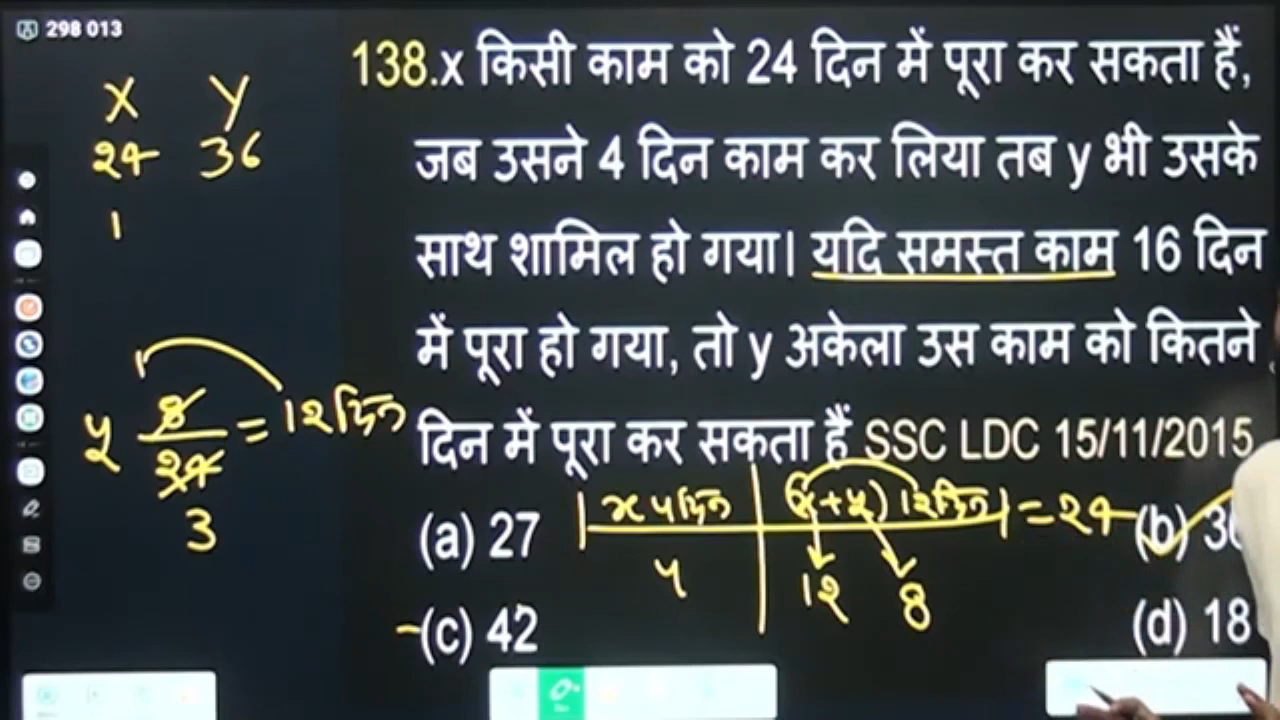 298 013
138.x किसी काम को 24 दिन में पूरा कर सकता हैं,
जब उसने 4 दिन काम कर लिया तब y भी उसके
साथ शामिल हो गया। यदि समस्त काम 16 दिन
में पूरा हो गया, तो y अकेला उस काम को कितने
दिन में पूरा कर सकता हैं SSC LDC 15/11/2015
(a) 27
(b) 36
(c) 42
(d) 18
X Y
24 36
1
y 8/24 = 12 दिन
3
x 4 दिन (x+y) 12 दिन = 24
4 12 8